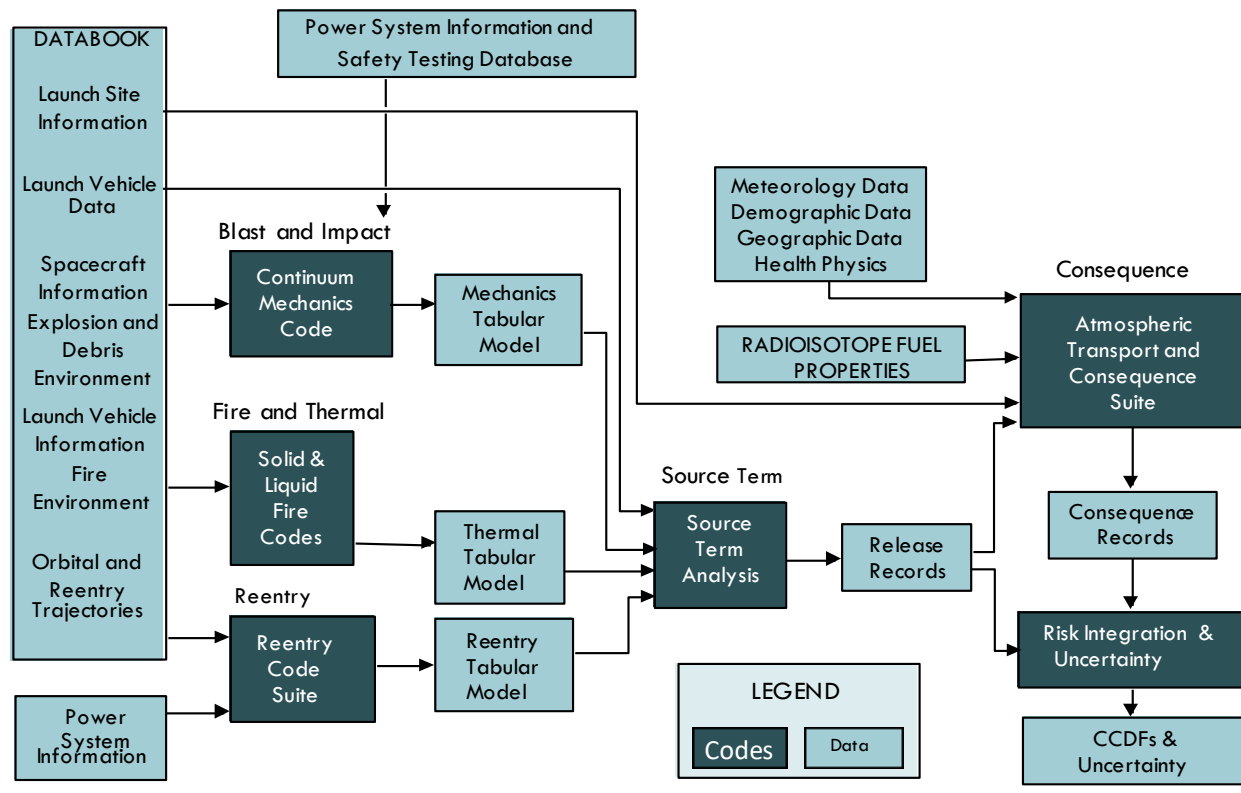 DATABOOK
Launch Site
Information
Launch Vehicle
Data
Spacecraft
Information
Explosion and
Debris
Environment
Launch Vehicle
Information
Fire
Environment
Orbital and
Reentry
Trajectories
Power
System
Information
Power System Information and
Safety Testing Database
Blast and Impact
Continuum
Mechanics
Code
Mechanics
Tabular
Model
Fire and Thermal
Solid &
Liquid
Fire
Codes
Thermal
Tabular
Model
Reentry
Reentry
Code
Suite
Reentry
Tabular
Model
Source Term
Source
Term
Analysis
Release
Records
Meteorology Data
Demographic Data
Geographic Data
Health Physics
RADIOISOTOPE FUEL
PROPERTIES
Consequence
Atmospheric
Transport and
Consequence
Suite
Consequence
Records
Risk Integration &
Uncertainty
CCDFs &
Uncertainty
LEGEND
Codes
Data